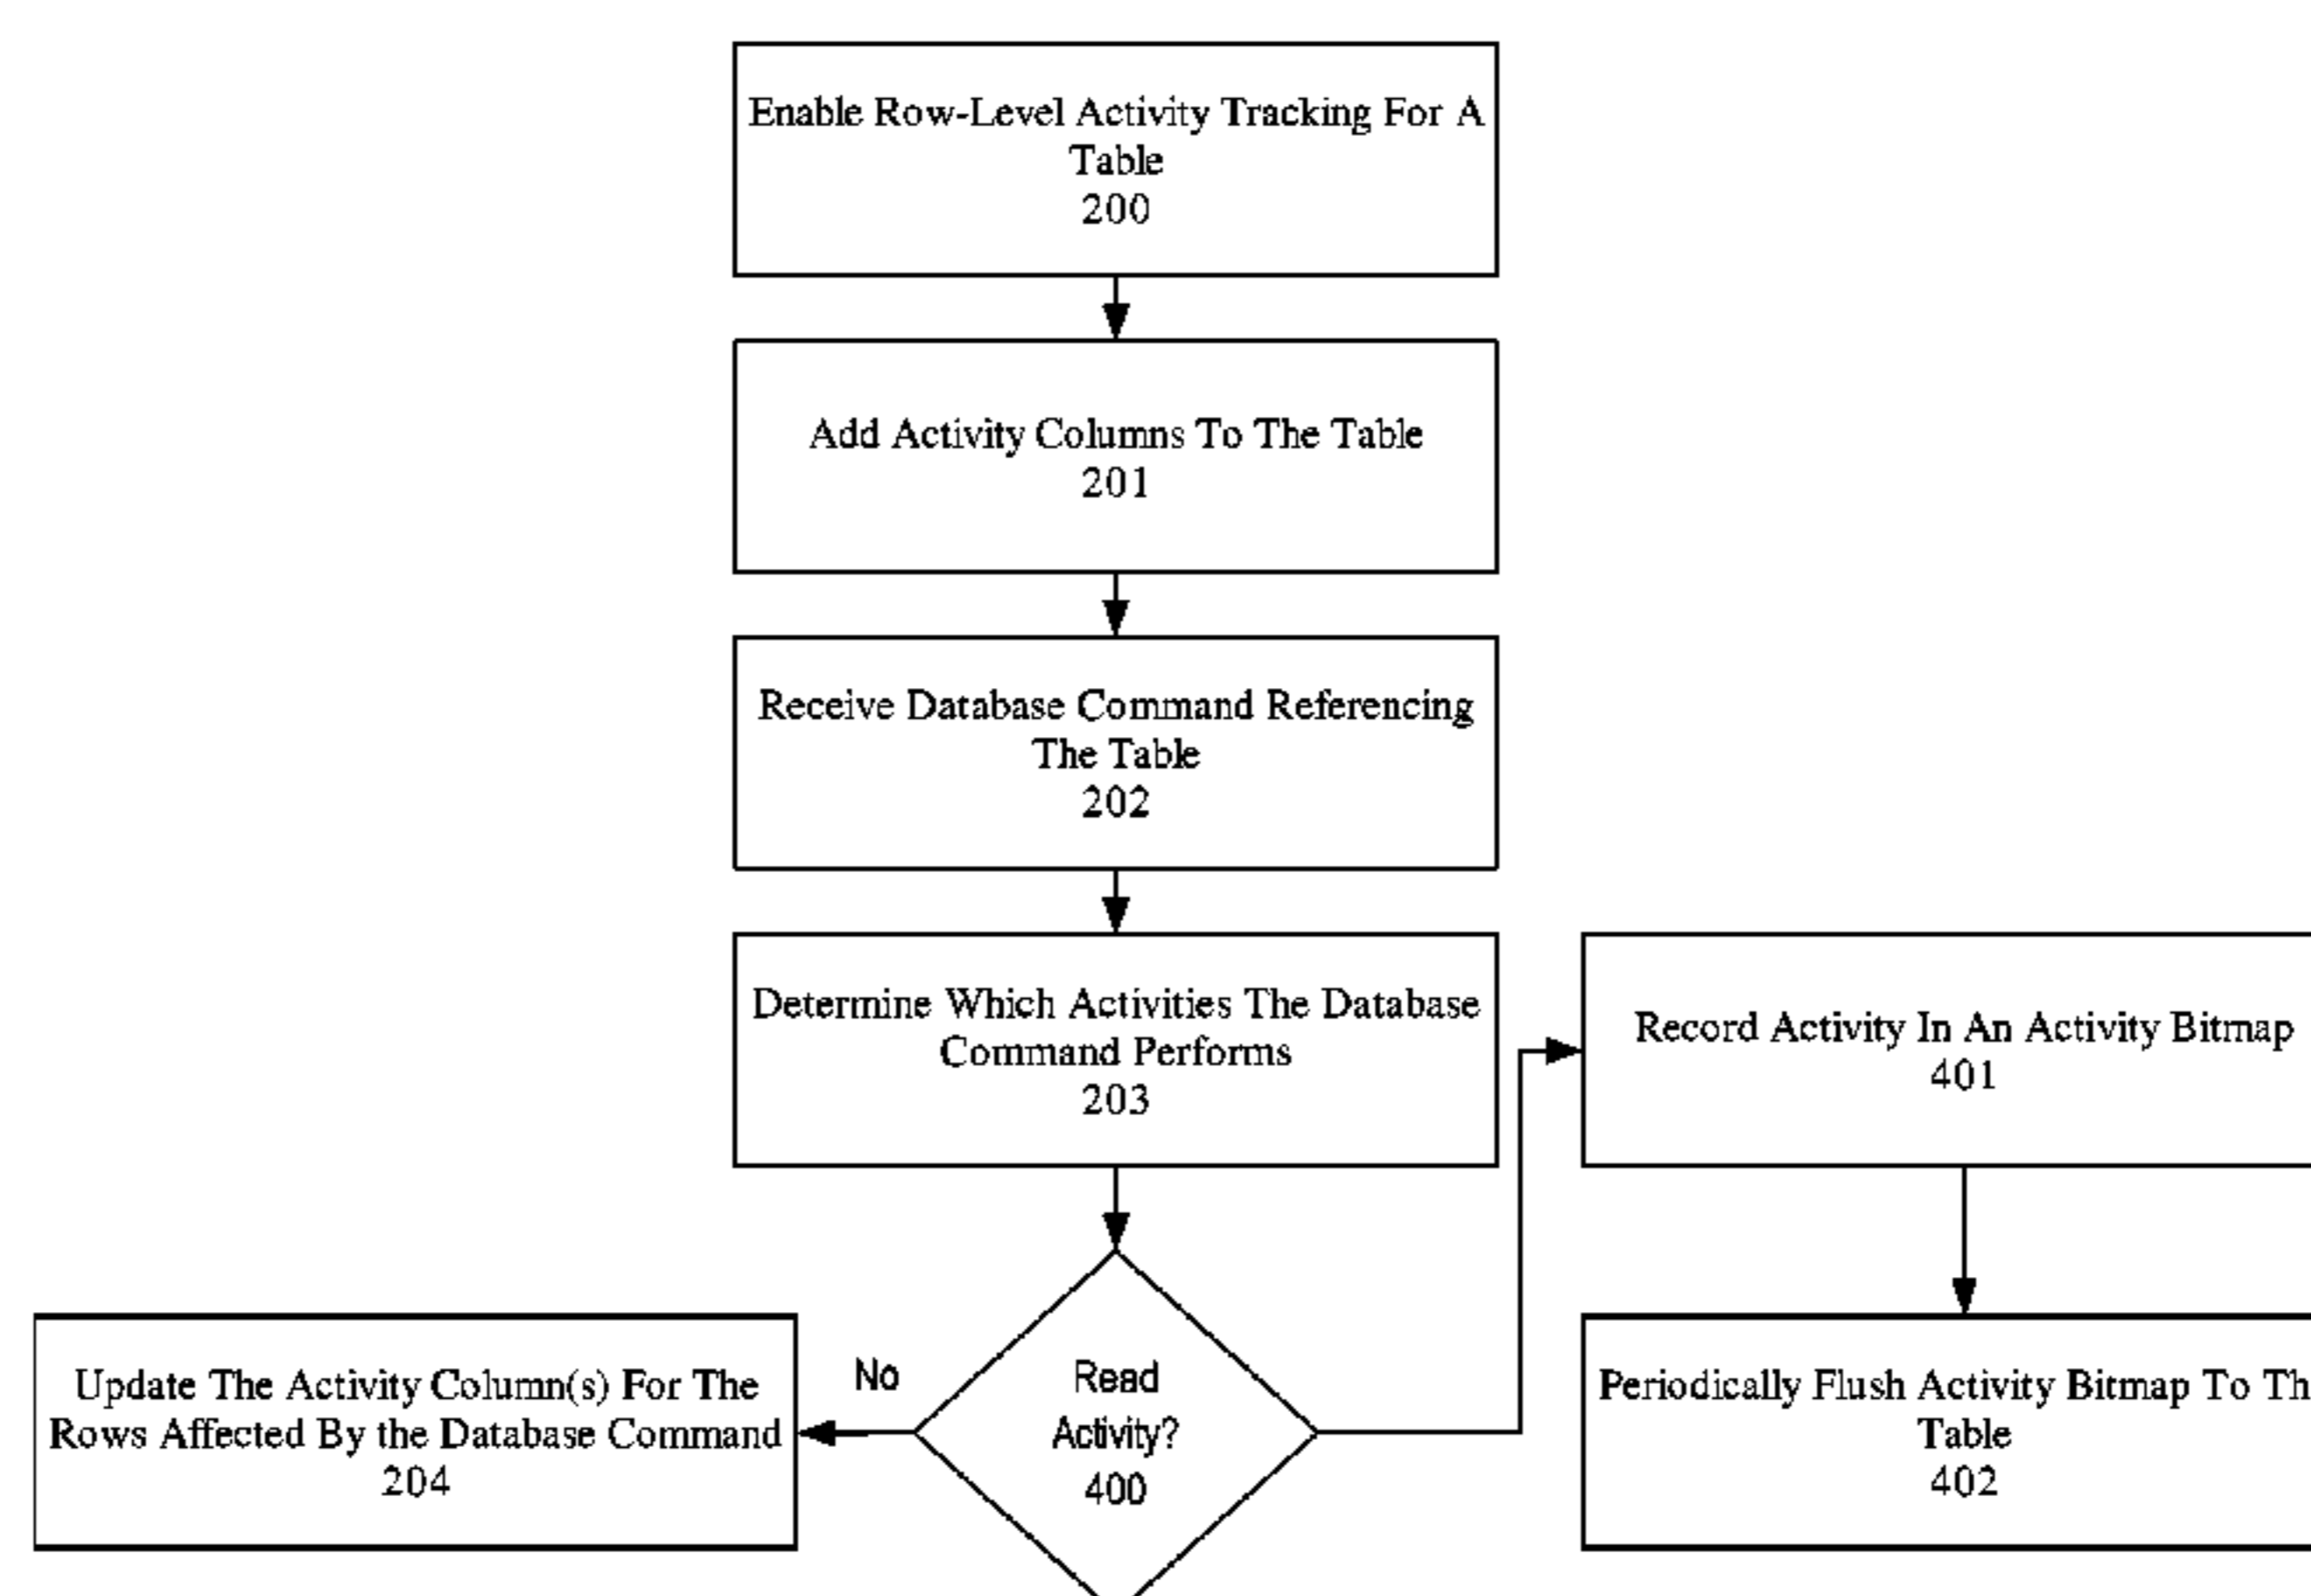 Enable Row-Level Activity Tracking For A
Table
200
Add Activity Columns To The Table
201
Receive Database Command Referencing
The Table
202
Determine Which Activities The Database
Command Performs
203
Record Activity In An Activity Bitmap
401
No
Read
Activity?
400
Update The Activity Column(s) For The
Rows Affected By the Database Command
204
Periodically Flush Activity Bitmap To
Table
402